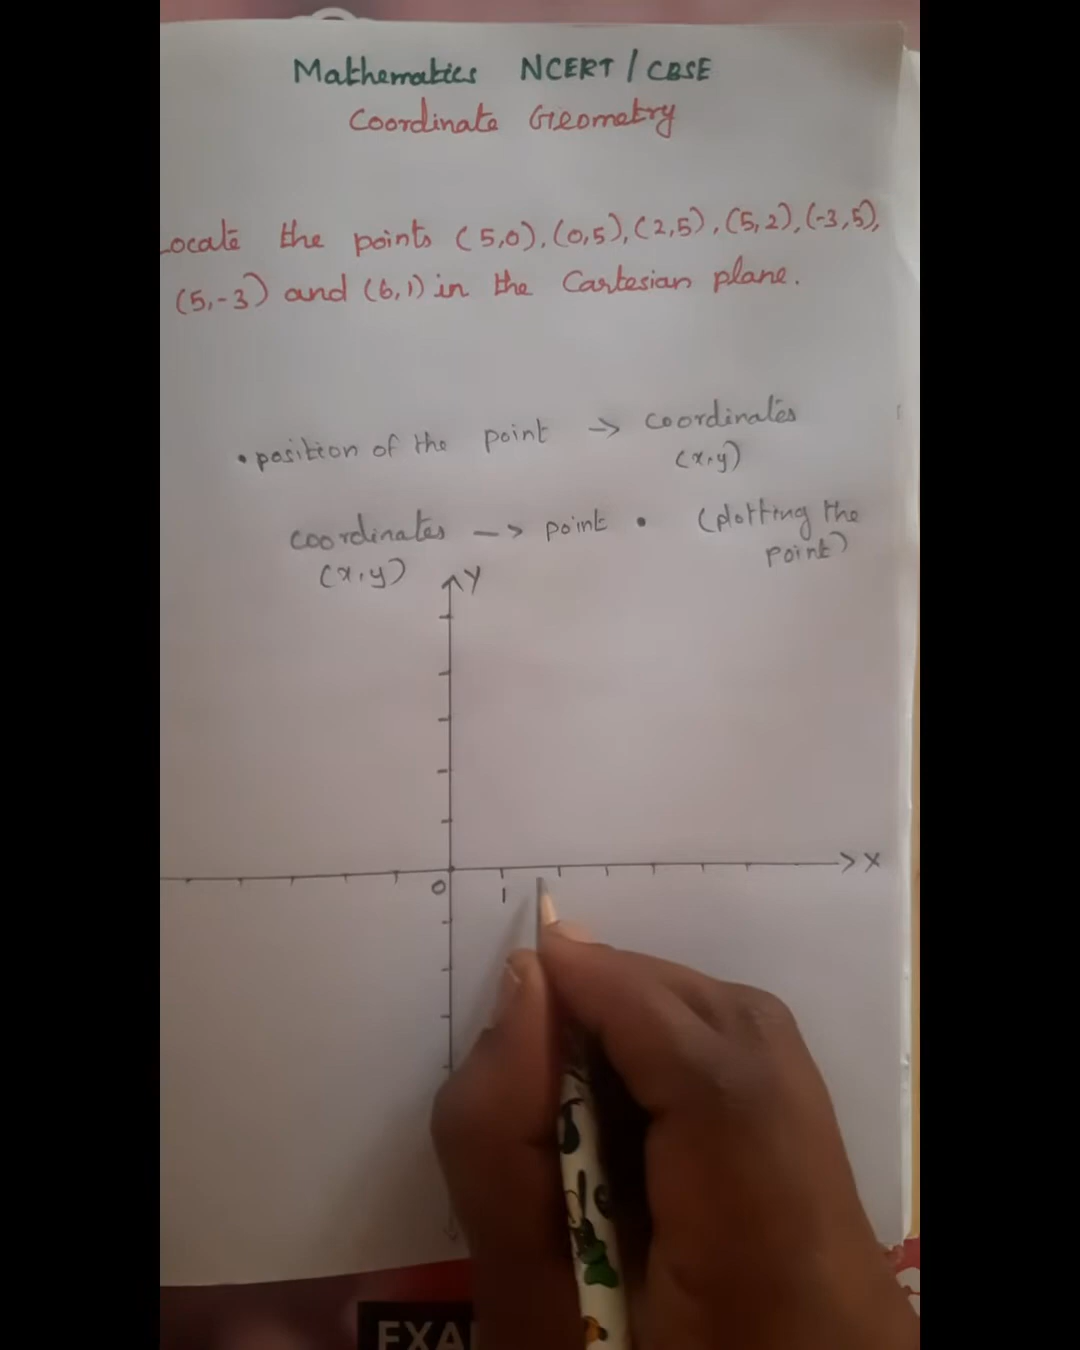 Mathematics NCERT / CBSE
Coordinate Geometry
Locate the points (5,0), (0,5), (2,5), (5,2), (-3,5),
(5,-3) and (6,1) in the Cartesian plane.
• position of the point → coordinates
(x,y)
coordinates --> point • (plotting the
(x,y) point)
Y
X
0
1
EXA